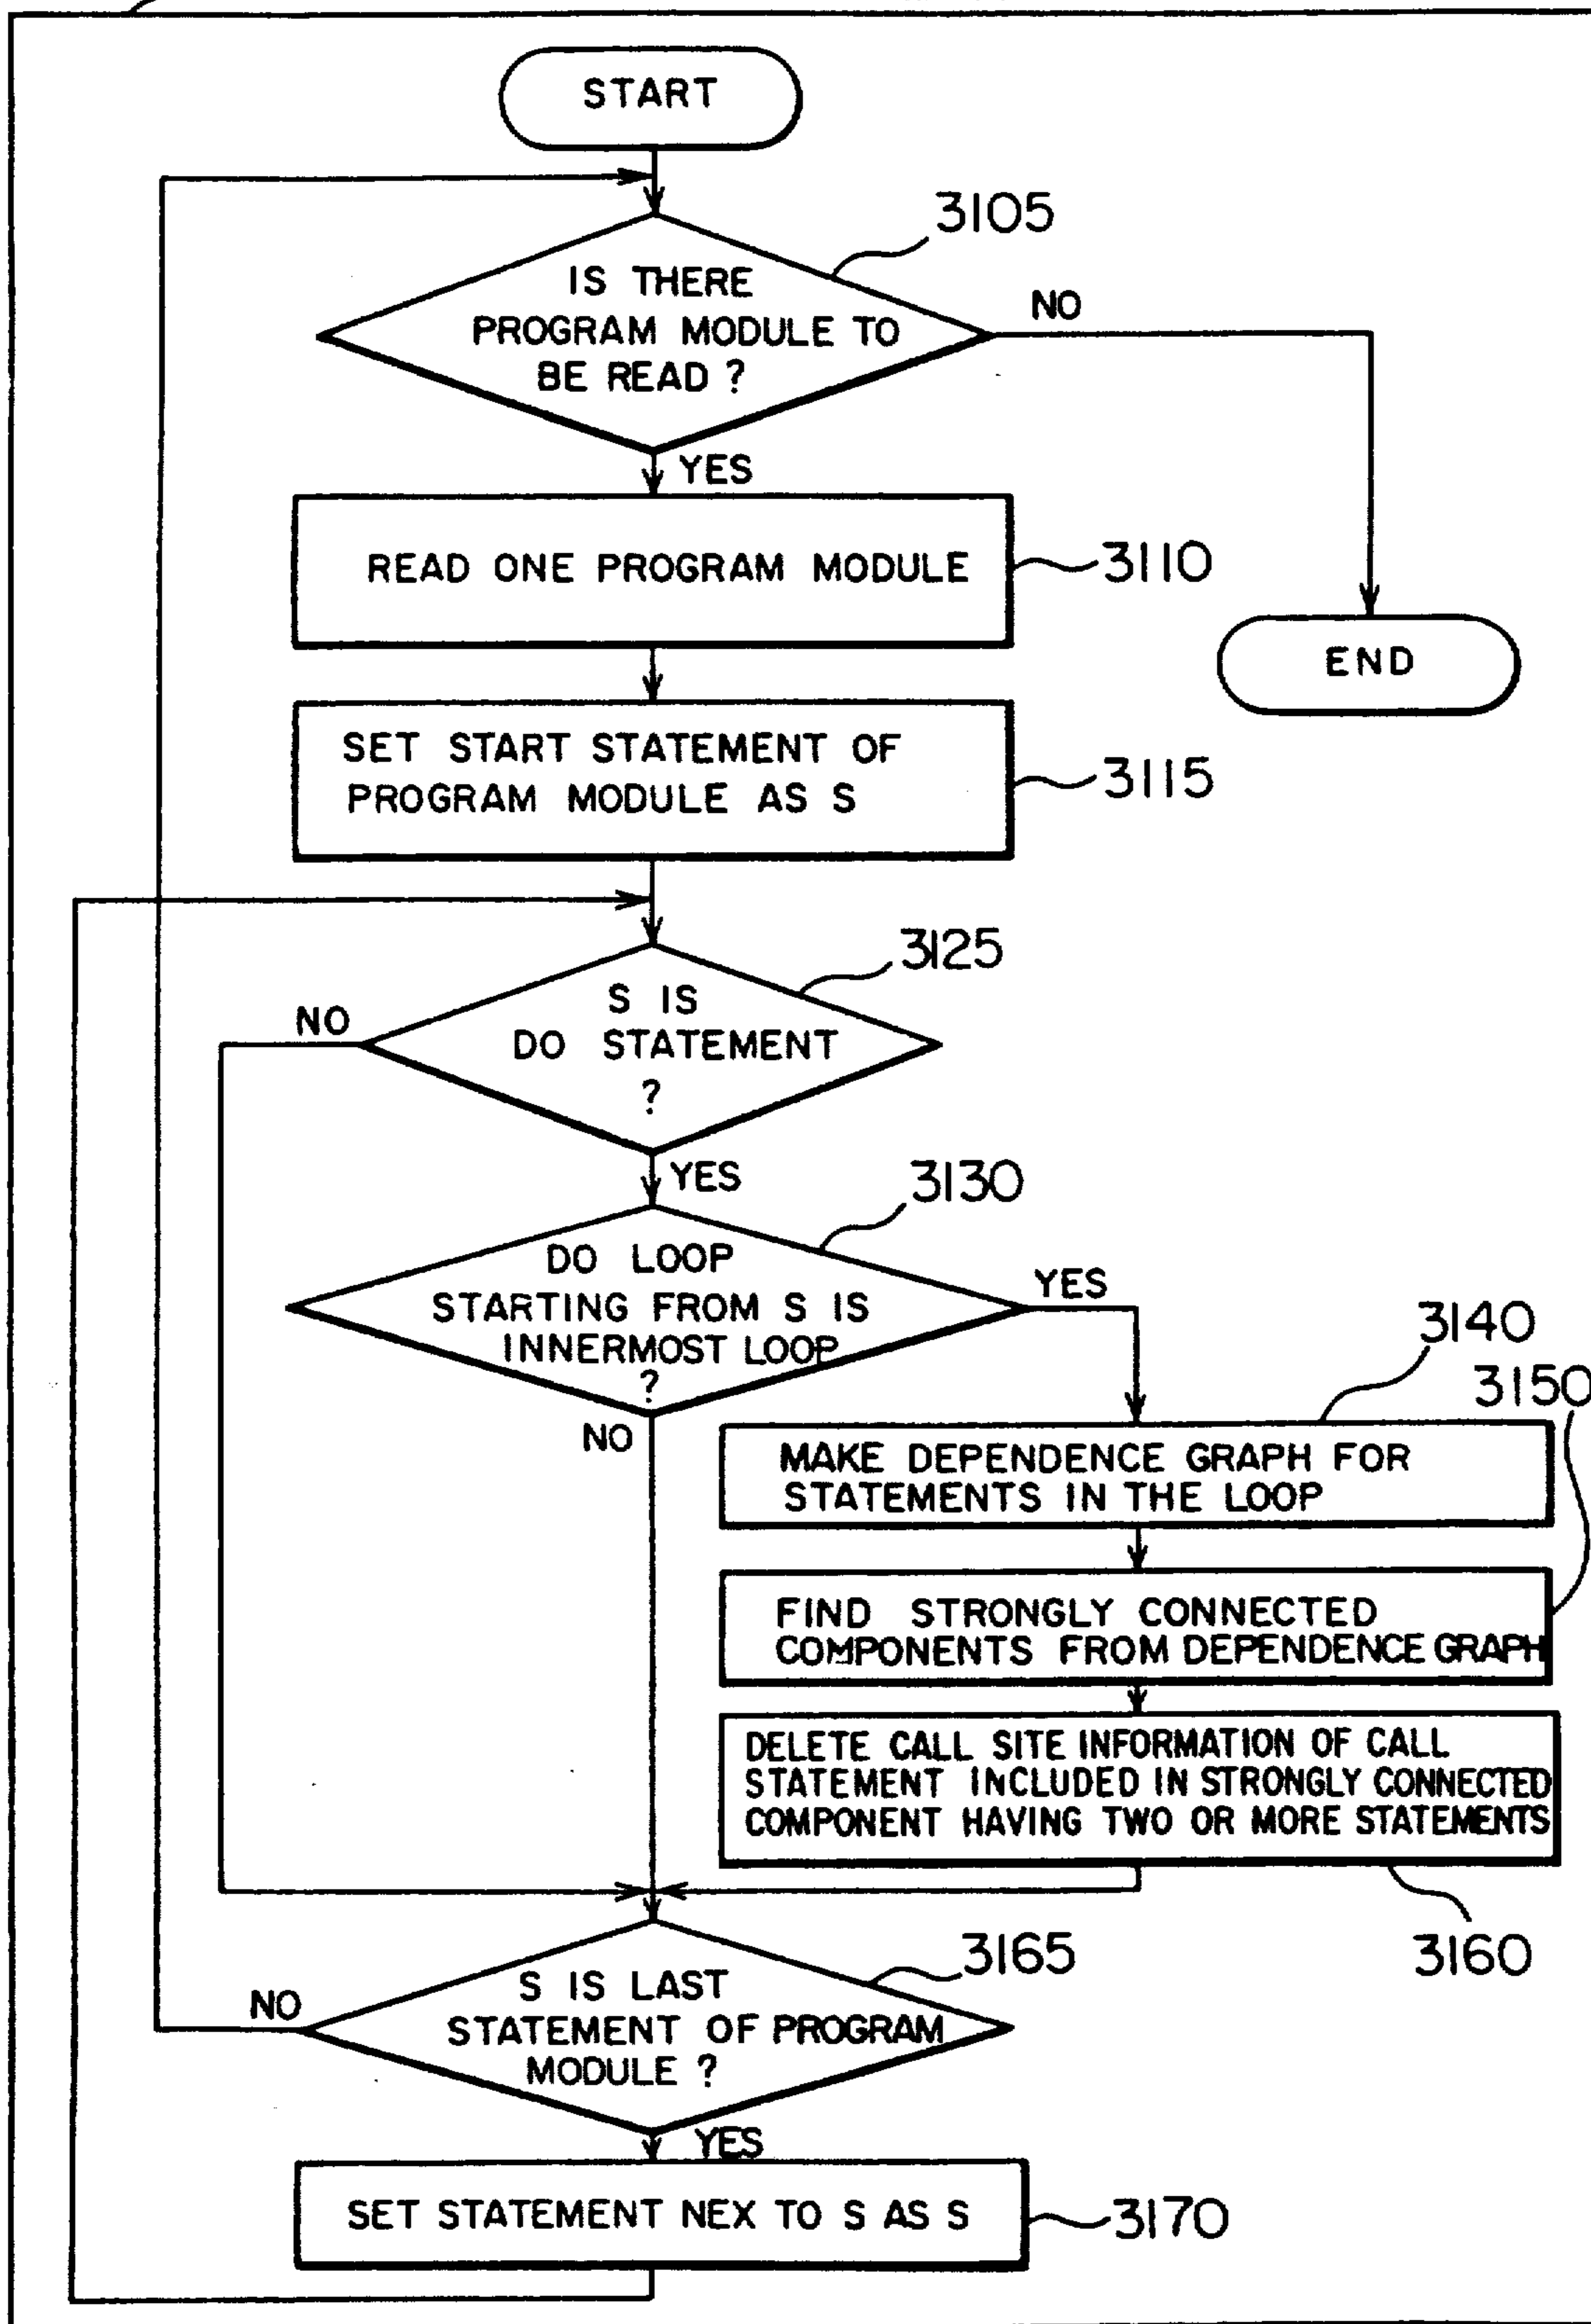 START
3105
IS THERE
PROGRAM MODULE TO
BE READ ?
NO
YES
READ ONE PROGRAM MODULE
3110
END
SET START STATEMENT OF
PROGRAM MODULE AS S
3115
3125
S IS
DO STATEMENT
?
NO
YES
3130
DO LOOP
STARTING FROM S IS
INNERMOST LOOP
?
YES
NO
3140
3150
MAKE DEPENDENCE GRAPH FOR
STATEMENTS IN THE LOOP
FIND STRONGLY CONNECTED
COMPONENTS FROM DEPENDENCE GRAPH
DELETE CALL SITE INFORMATION OF CALL
STATEMENT INCLUDED IN STRONGLY CONNECTED
COMPONENT HAVING TWO OR MORE STATEMENTS
3160
3165
S IS LAST
STATEMENT OF PROGRAM
MODULE ?
NO
YES
SET STATEMENT NEX TO S AS S
3170